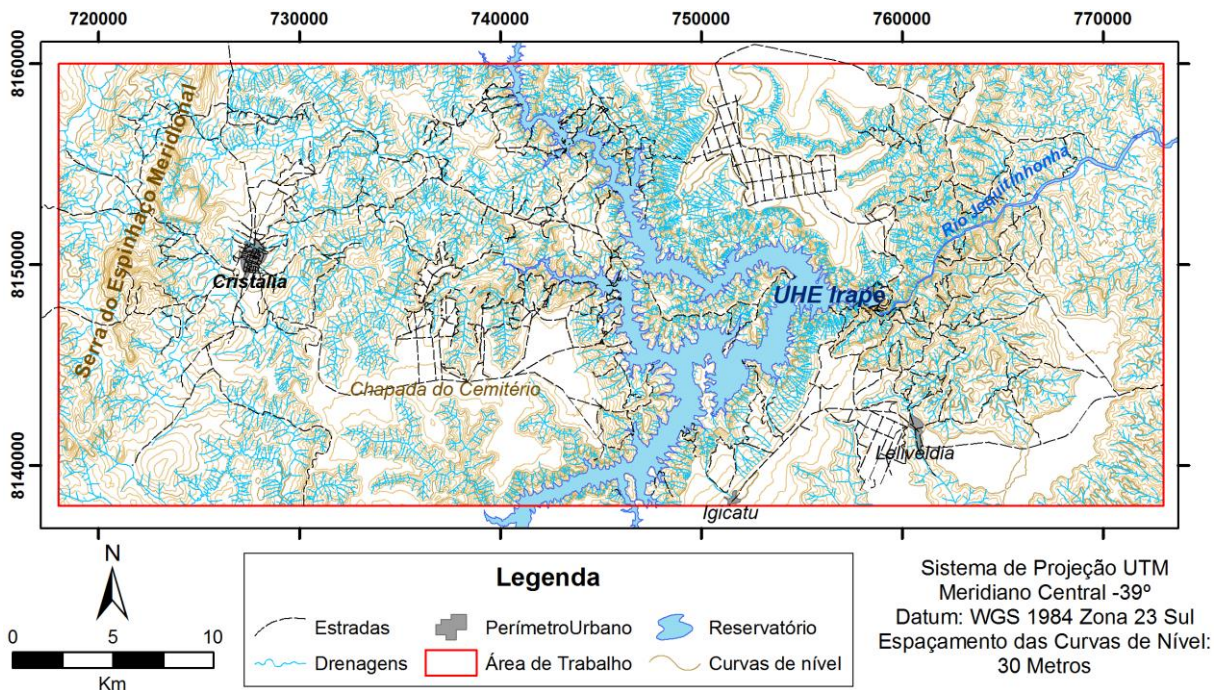 720000 730000 740000 750000 760000 770000
8160000
8150000
8140000
Serra do Espinhaço Meridional
Cristália
Chapada do Cemitério
UHE Irapé
Rio Jequitinhonha
Lelivéldia
Igicatu
N
0 5 10
Km
Legenda
Estradas
PerímetroUrbano
Reservatório
Drenagens
Área de Trabalho
Curvas de nível
Sistema de Projeção UTM
Meridiano Central -39º
Datum: WGS 1984 Zona 23 Sul
Espaçamento das Curvas de Nível:
30 Metros